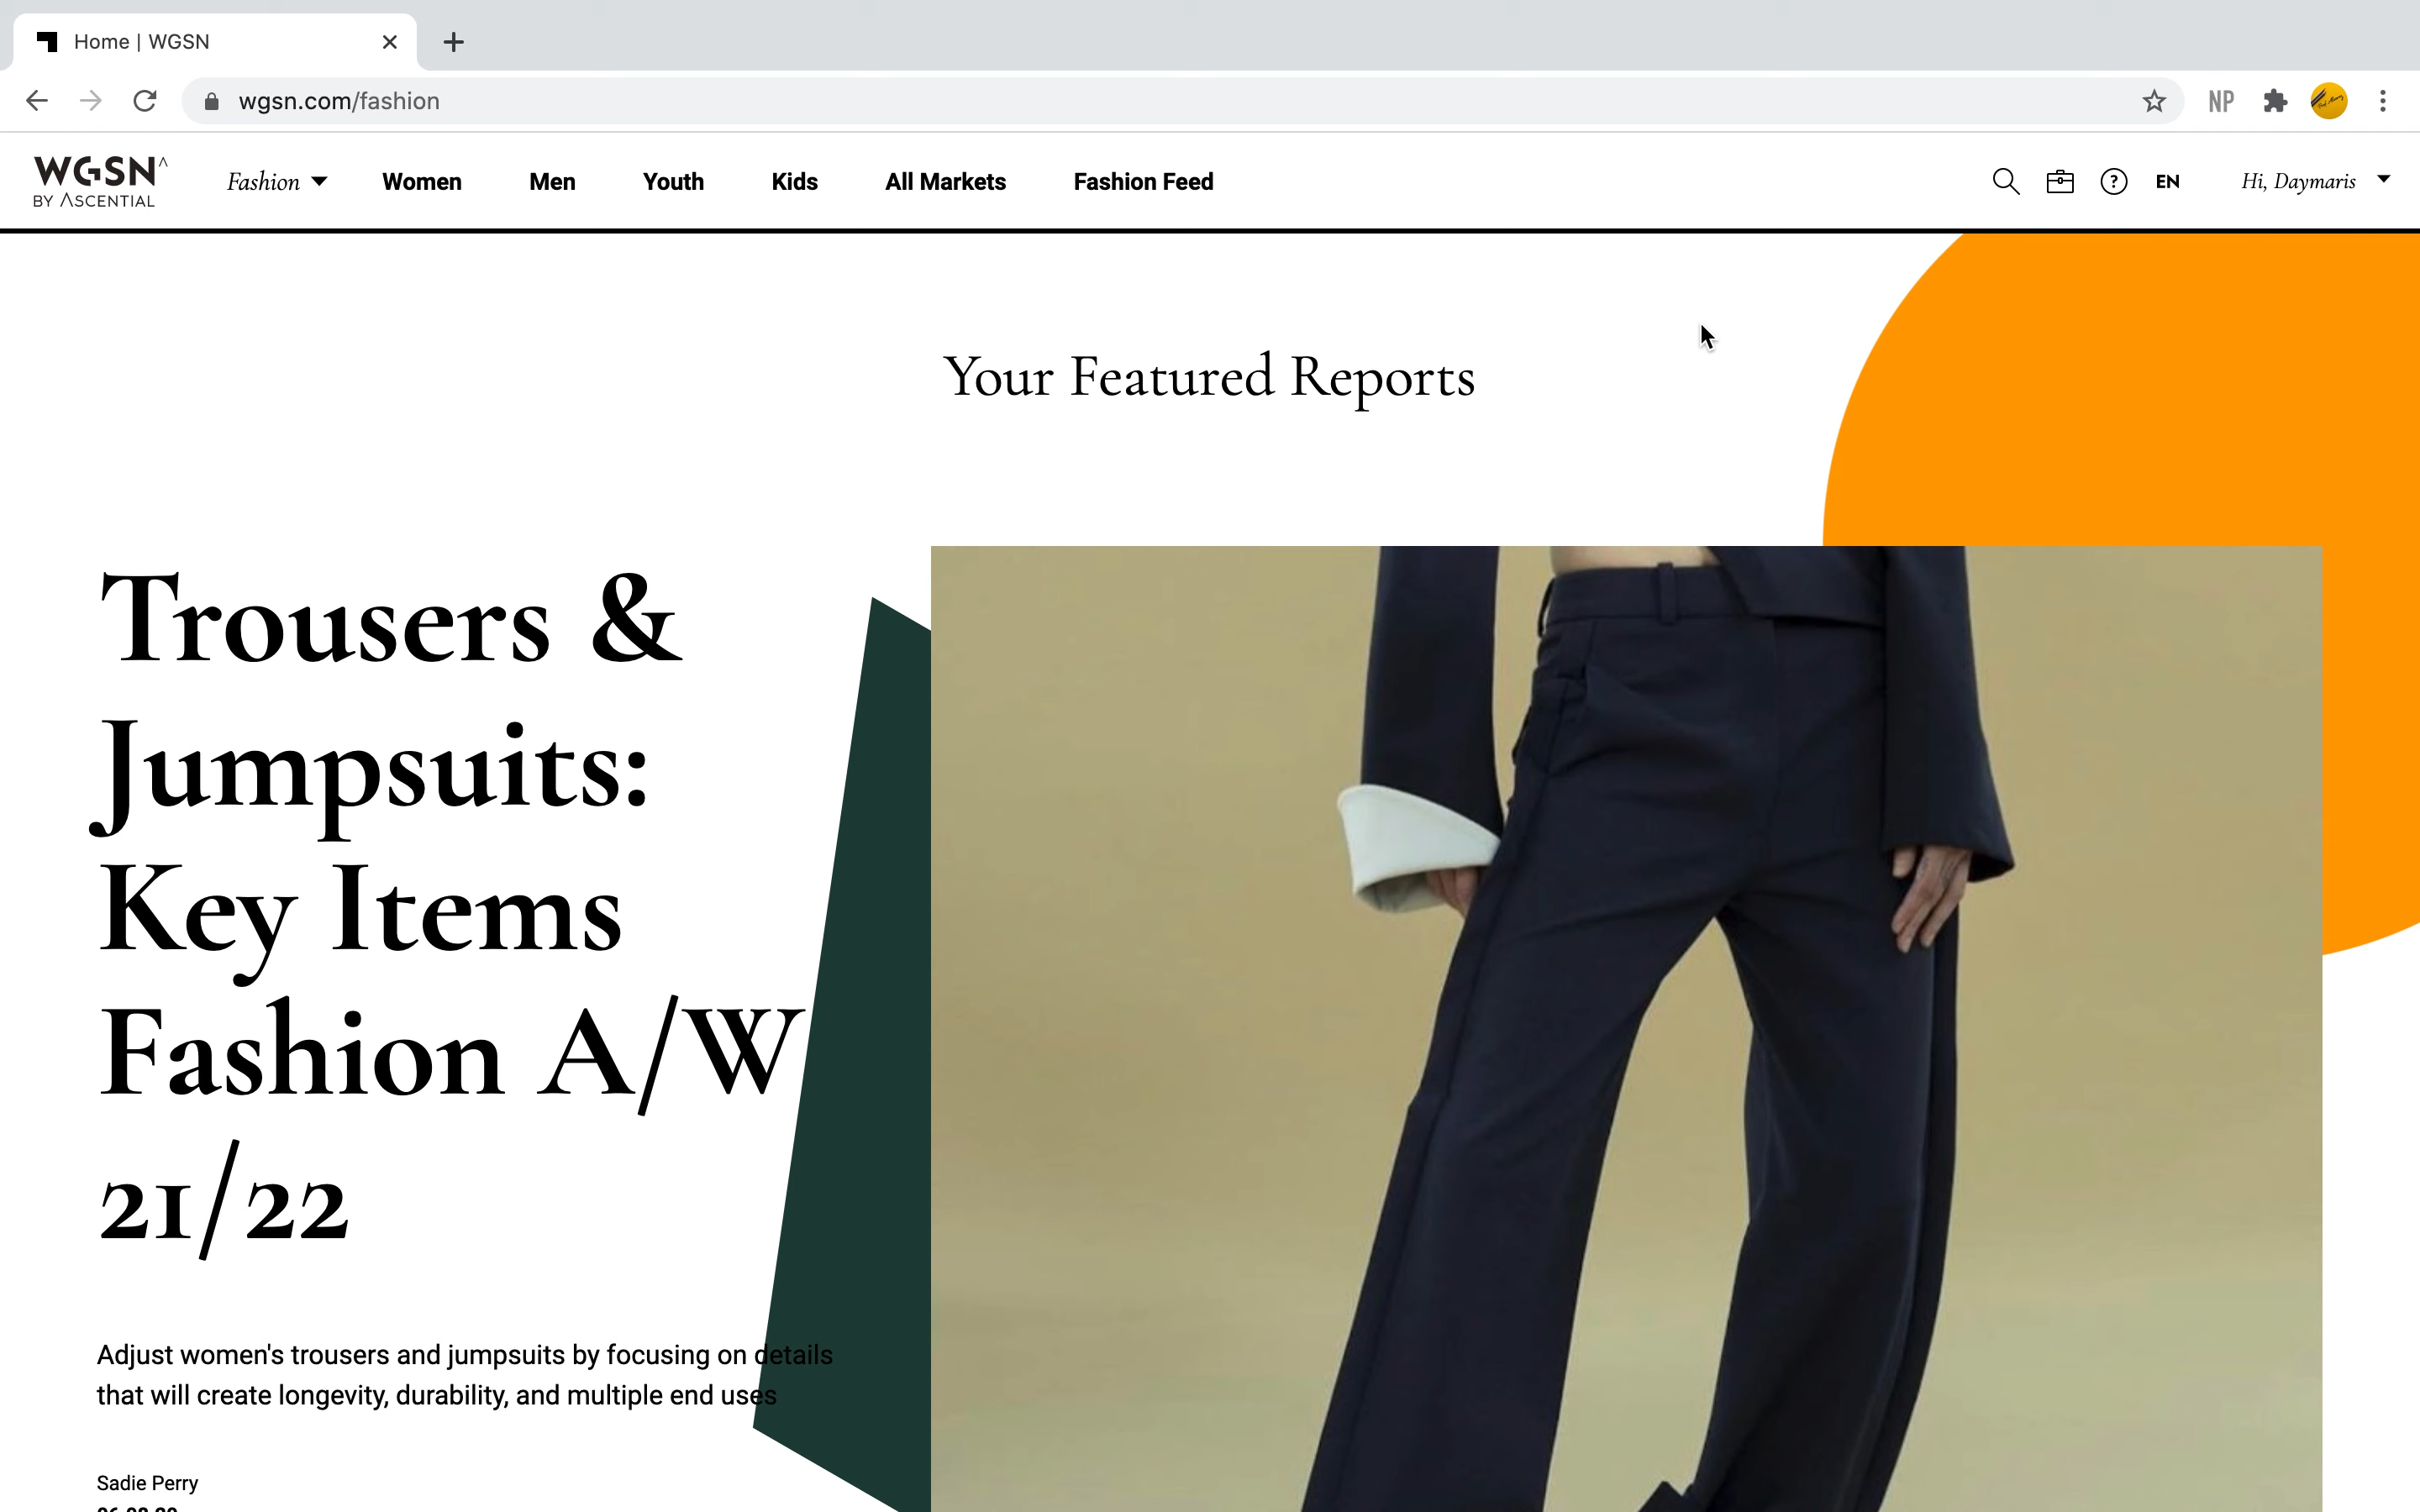 Home | WGSN
wgsn.com/fashion
NP
WGSN
BY ASCENTIAL
Fashion
Women
Men
Youth
Kids
All Markets
Fashion Feed
EN
Hi, Daymaris
Your Featured Reports
Trousers &
Jumpsuits:
Key Items
Fashion A/W
21/22
Adjust women's trousers and jumpsuits by focusing on details
that will create longevity, durability, and multiple end uses
Sadie Perry